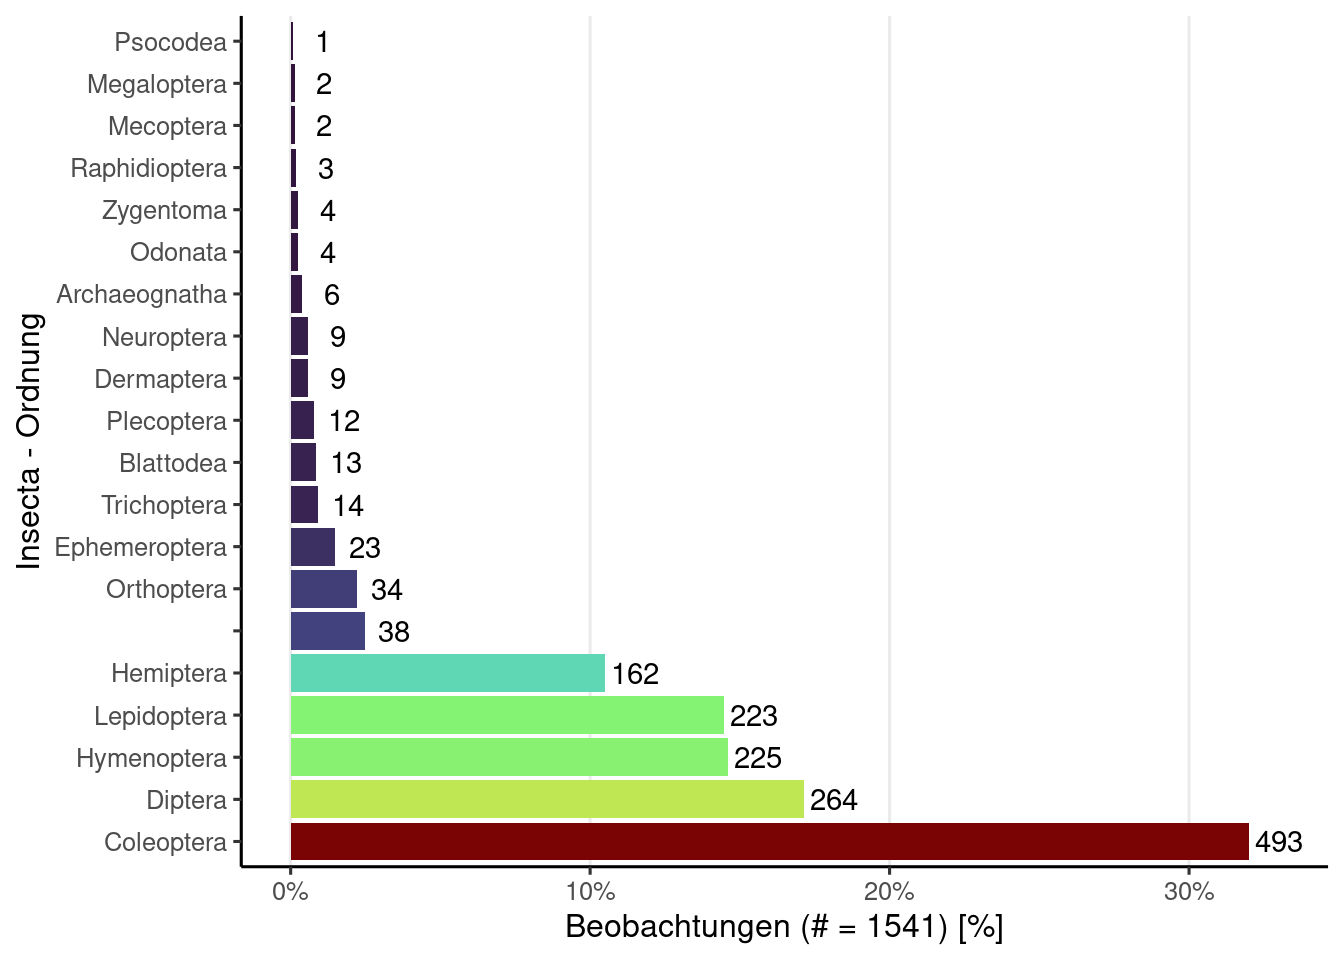 Psocodea 1
Megaloptera 2
Mecoptera 2
Raphidioptera 3
Zygentoma 4
Odonata 4
Archaeognatha 6
Neuroptera 9
Dermaptera 9
Plecoptera 12
Blattodea 13
Trichoptera 14
Ephemeroptera 23
Orthoptera 34
38
Hemiptera 162
Lepidoptera 223
Hymenoptera 225
Diptera 264
Coleoptera 493
0% 10% 20% 30%
Beobachtungen (# = 1541) [%]
Insecta - Ordnung